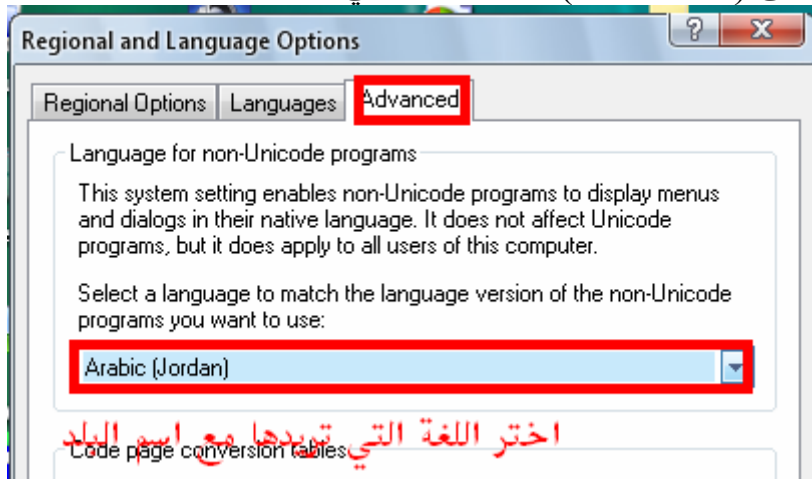 Regional and Language Options
Regional Options Languages Advanced
Language for non-Unicode programs
This system setting enables non-Unicode programs to display menus
and dialogs in their native language. It does not affect Unicode
programs, but it does apply to all users of this computer.
Select a language to match the language version of the non-Unicode
programs you want to use:
Arabic (Jordan)
اختر اللغة التي تريدها مع اسم البلد
Code page conversion tables